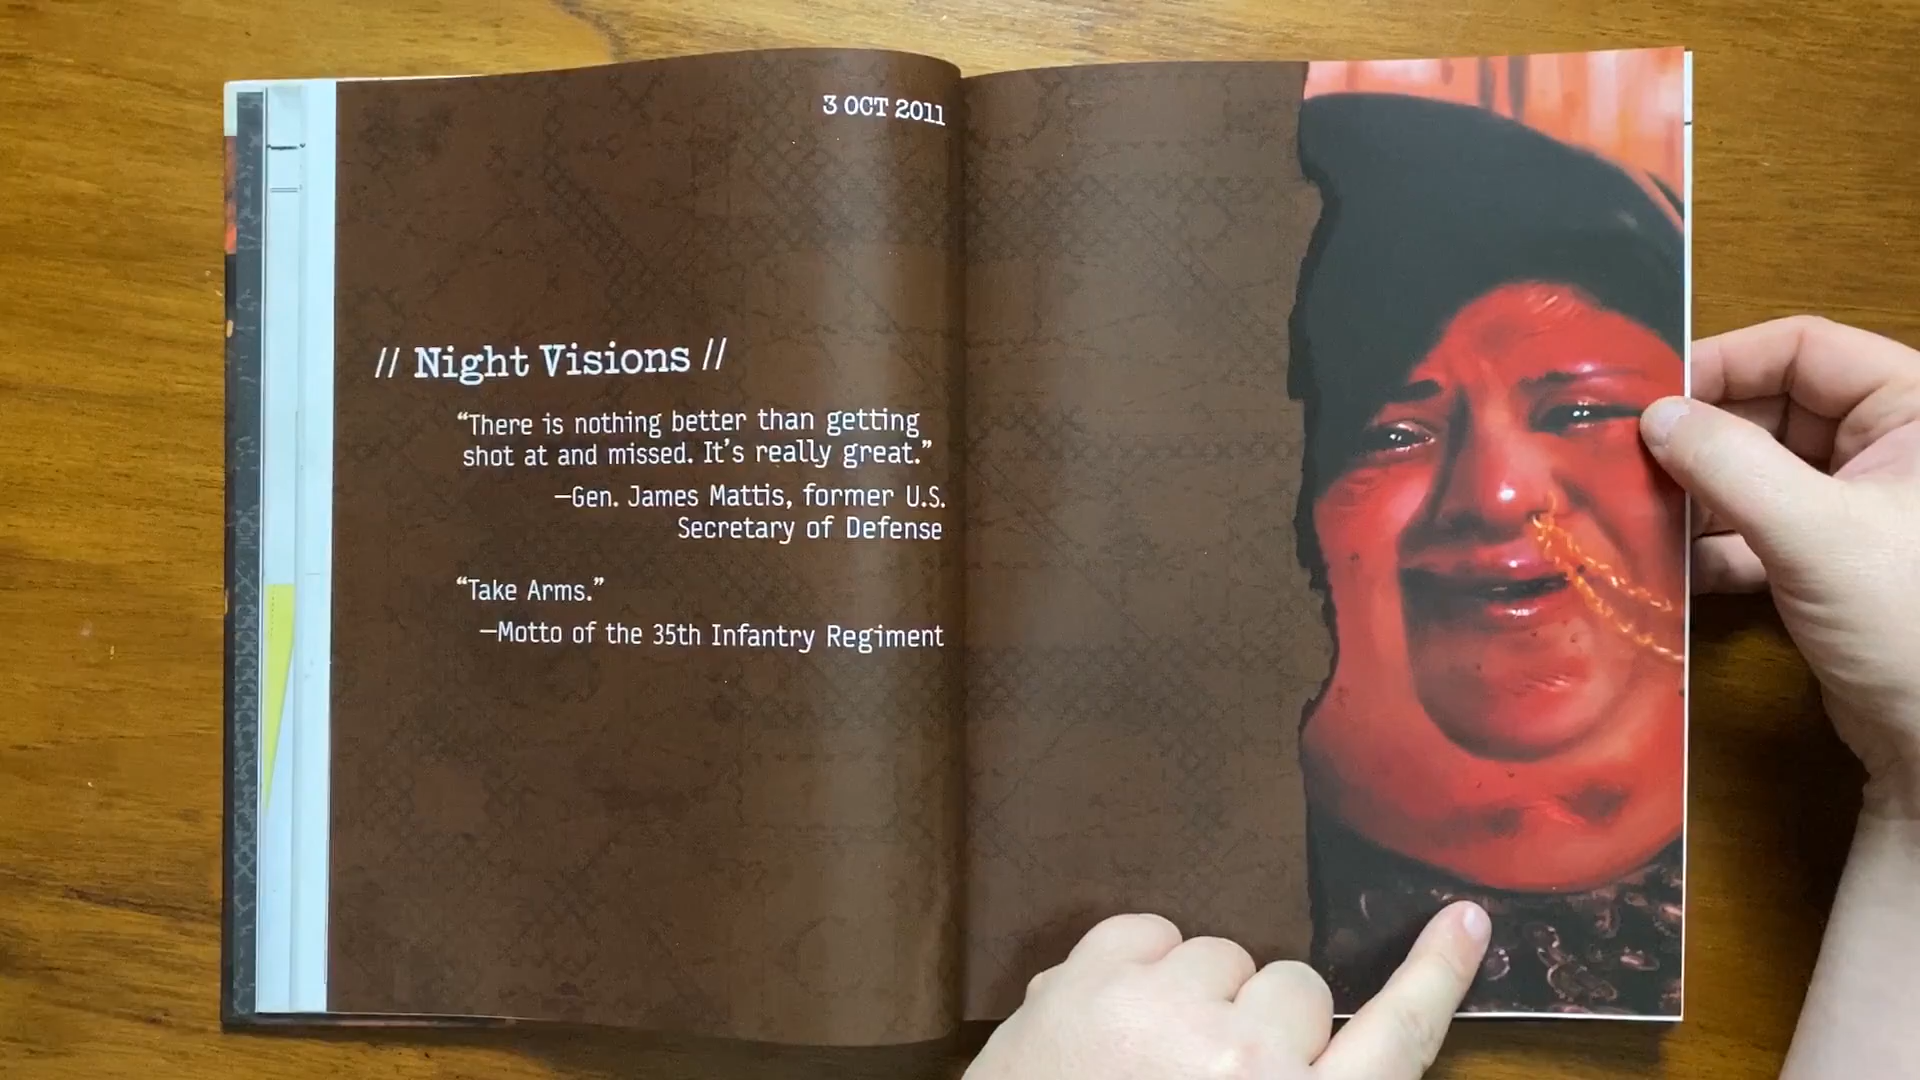 3 OCT 2011
// Night Visions //
“There is nothing better than getting
shot at and missed. It’s really great.”
—Gen. James Mattis, former U.S.
Secretary of Defense
“Take Arms.”
—Motto of the 35th Infantry Regiment